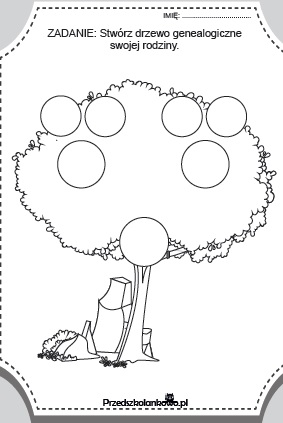 IMIĘ: ..................................
ZADANIE: Stwórz drzewo genealogiczne
swojej rodziny.
Przedszkolankowo.pl